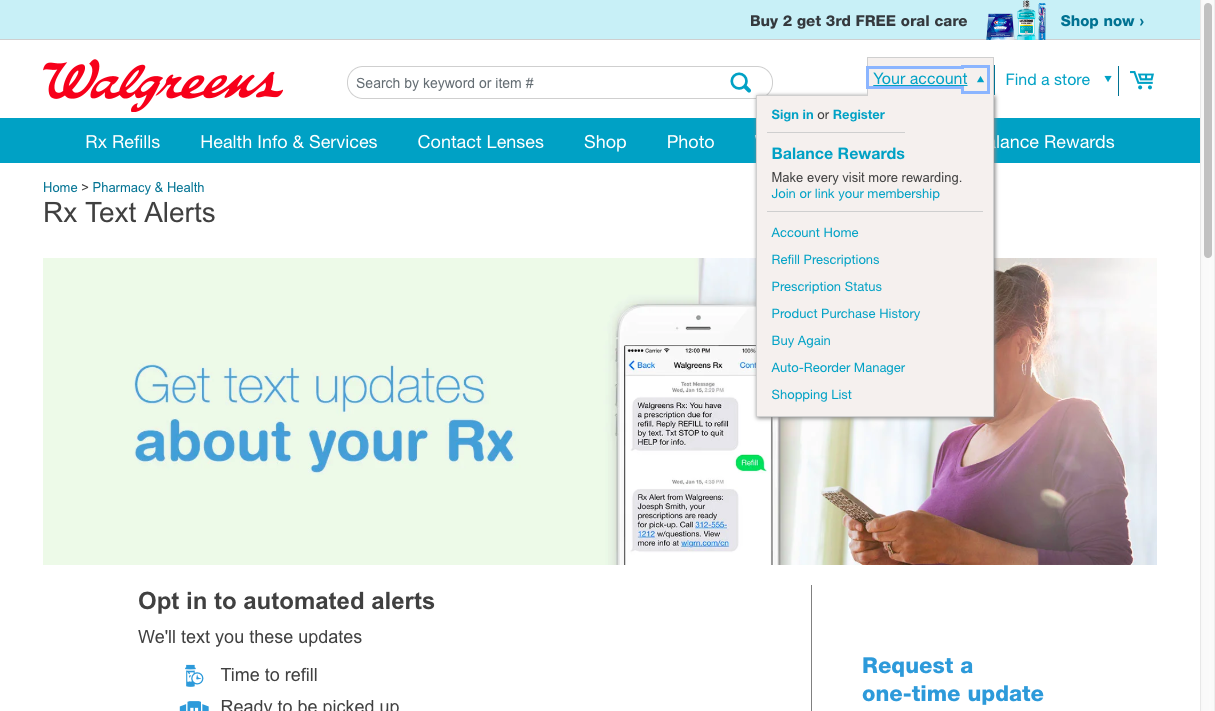 Buy 2 get 3rd FREE oral care
Shop now ›
Walgreens
Search by keyword or item #
Your account
Find a store
Sign in or Register
Balance Rewards
Make every visit more rewarding.
Join or link your membership
Account Home
Refill Prescriptions
Prescription Status
Product Purchase History
Buy Again
Auto-Reorder Manager
Shopping List
Rx Refills
Health Info & Services
Contact Lenses
Shop
Photo
lance Rewards
Home > Pharmacy & Health
Rx Text Alerts
Get text updates
about your Rx
Carrier
12:00 PM
100%
Back
Walgreens Rx
Cont
Text Message
Wed, Jan 15, 3:29 PM
Walgreens Rx: You have
a prescription due for
refill. Reply REFILL to refill
by text. Txt STOP to quit
HELP for info.
Refill
Wed, Jan 15, 4:38 PM
Rx Alert from Walgreens:
Joesph Smith, your
prescriptions are ready
for pick-up. Call 312-555-
1212 w/questions. View
more info at wlgrn.com/cn
Opt in to automated alerts
We'll text you these updates
Time to refill
Ready to be picked up
Request a
one-time update